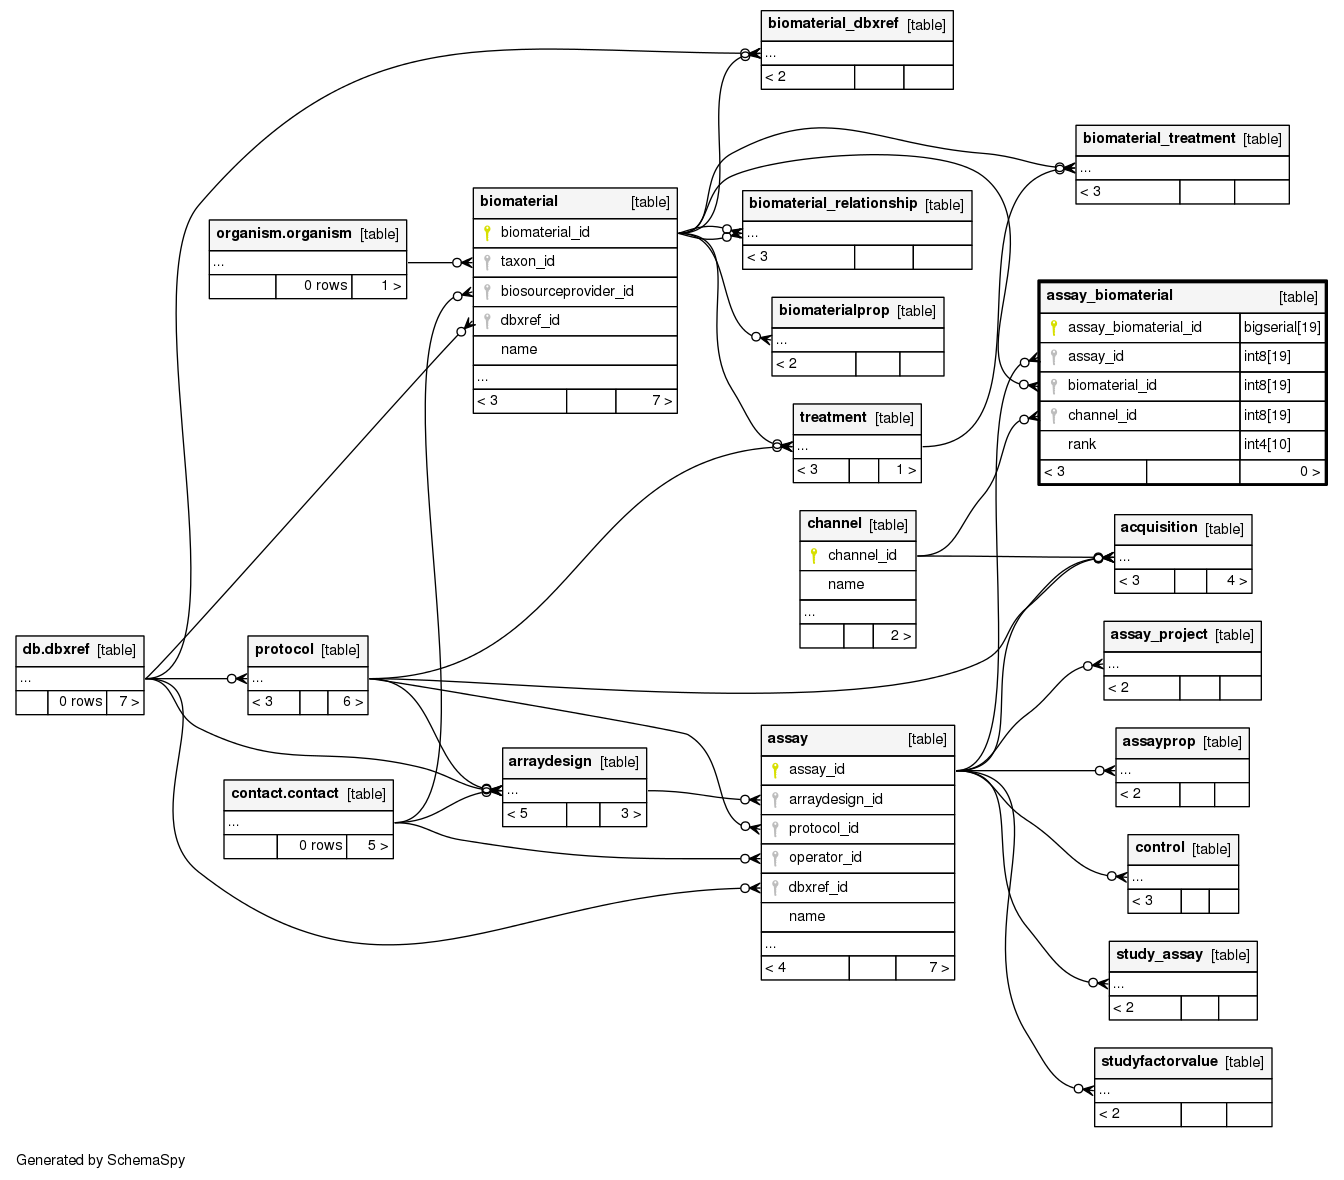 biomaterial_dbxref [table]
...
< 2
biomaterial_treatment [table]
...
< 3
biomaterial [table]
biomaterial_id
taxon_id
biosourceprovider_id
dbxref_id
name
...
< 3 7 >
biomaterial_relationship [table]
...
< 3
organism.organism [table]
...
0 rows 1 >
assay_biomaterial [table]
assay_biomaterial_id bigserial[19]
assay_id int8[19]
biomaterial_id int8[19]
channel_id int8[19]
rank int4[10]
< 3 0 >
biomaterialprop [table]
...
< 2
treatment [table]
...
< 3 1 >
channel [table]
channel_id
name
...
2 >
acquisition [table]
...
< 3 4 >
assay_project [table]
...
< 2
db.dbxref [table]
...
0 rows 7 >
protocol [table]
...
< 3 6 >
assay [table]
assay_id
arraydesign_id
protocol_id
operator_id
dbxref_id
name
...
< 4 7 >
assayprop [table]
...
< 2
arraydesign [table]
...
< 5 3 >
contact.contact [table]
...
0 rows 5 >
control [table]
...
< 3
study_assay [table]
...
< 2
studyfactorvalue [table]
...
< 2
Generated by SchemaSpy